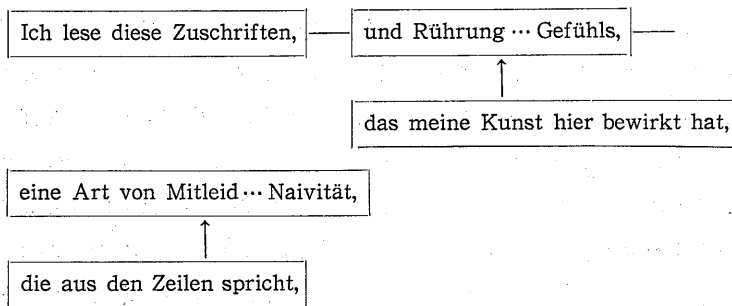 Ich lese diese Zuschriften, und Rührung ··· Gefühls,
das meine Kunst hier bewirkt hat,
eine Art von Mitleid ··· Naivität,
die aus den Zeilen spricht,